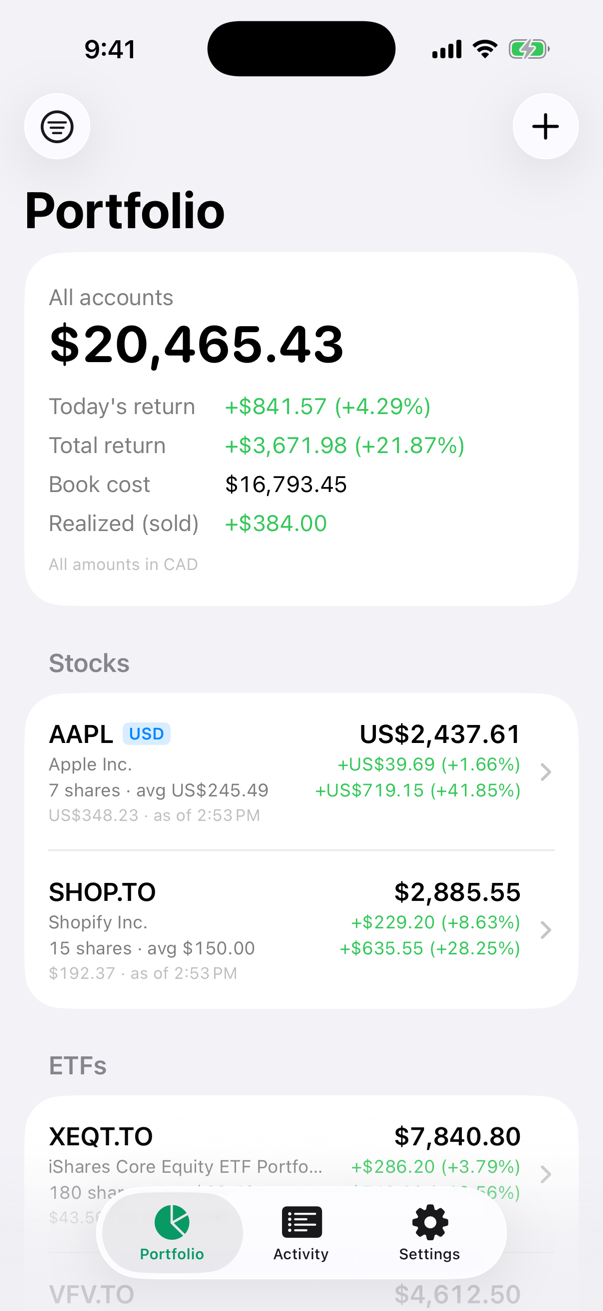 9:41
Portfolio
All accounts
$20,465.43
Today's return +$841.57 (+4.29%)
Total return +$3,671.98 (+21.87%)
Book cost $16,793.45
Realized (sold) +$384.00
All amounts in CAD
Stocks
AAPL USD US$2,437.61
Apple Inc. +US$39.69 (+1.66%)
7 shares · avg US$245.49 +US$719.15 (+41.85%)
US$348.23 · as of 2:53 PM
SHOP.TO $2,885.55
Shopify Inc. +$229.20 (+8.63%)
15 shares · avg $150.00 +$635.55 (+28.25%)
$192.37 · as of 2:53 PM
ETFs
XEQT.TO $7,840.80
iShares Core Equity ETF Portfo... +$286.20 (+3.79%)
180
Portfolio Activity Settings
VFV.TO $4,612.50